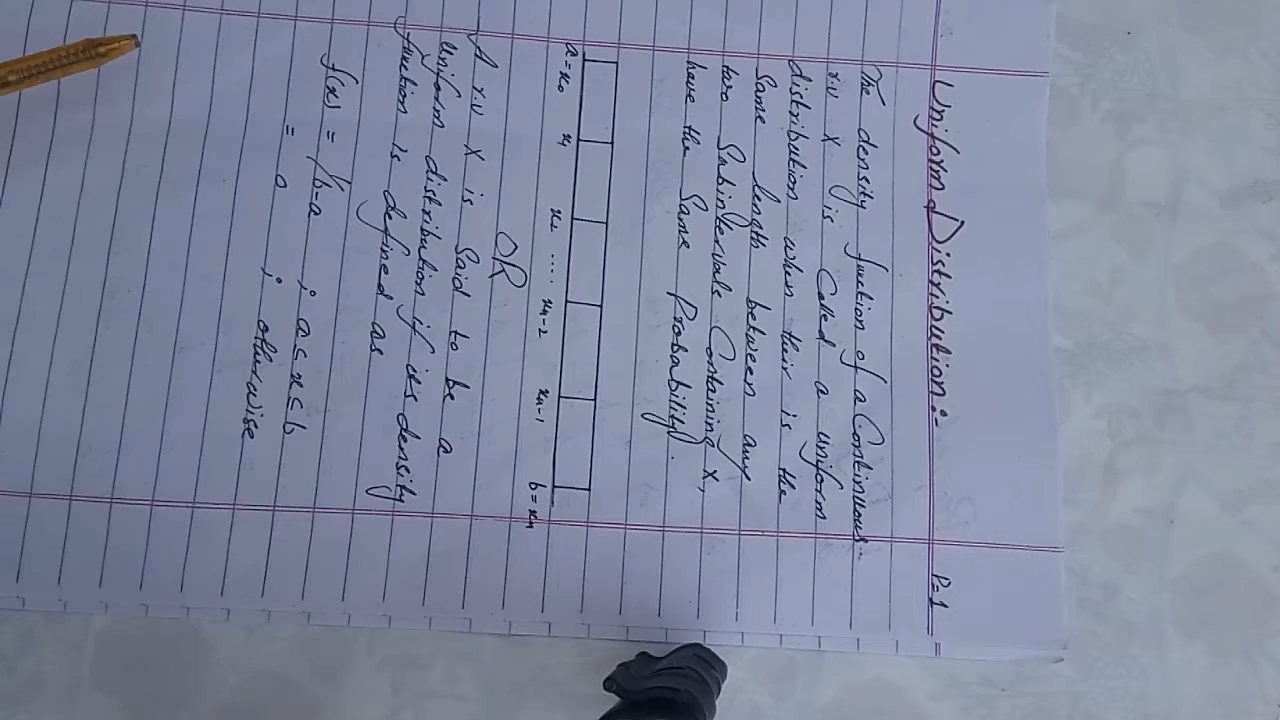 P=1
Uniform Distribution:-
The density function of a Continuous
r.v X is Called a uniform
distribution when their is the
Same length between any
two Subintervals Containing X,
have the Same Probability.
a=x₀ x₁ x₂ .... xₙ₋₂ xₙ₋₁ b=xₙ
OR
A r.v X is Said to be a
Uniform distribution if its density
function is defined as
f(x) = 1/b-a ; a≤x≤b
= 0 ; otherwise